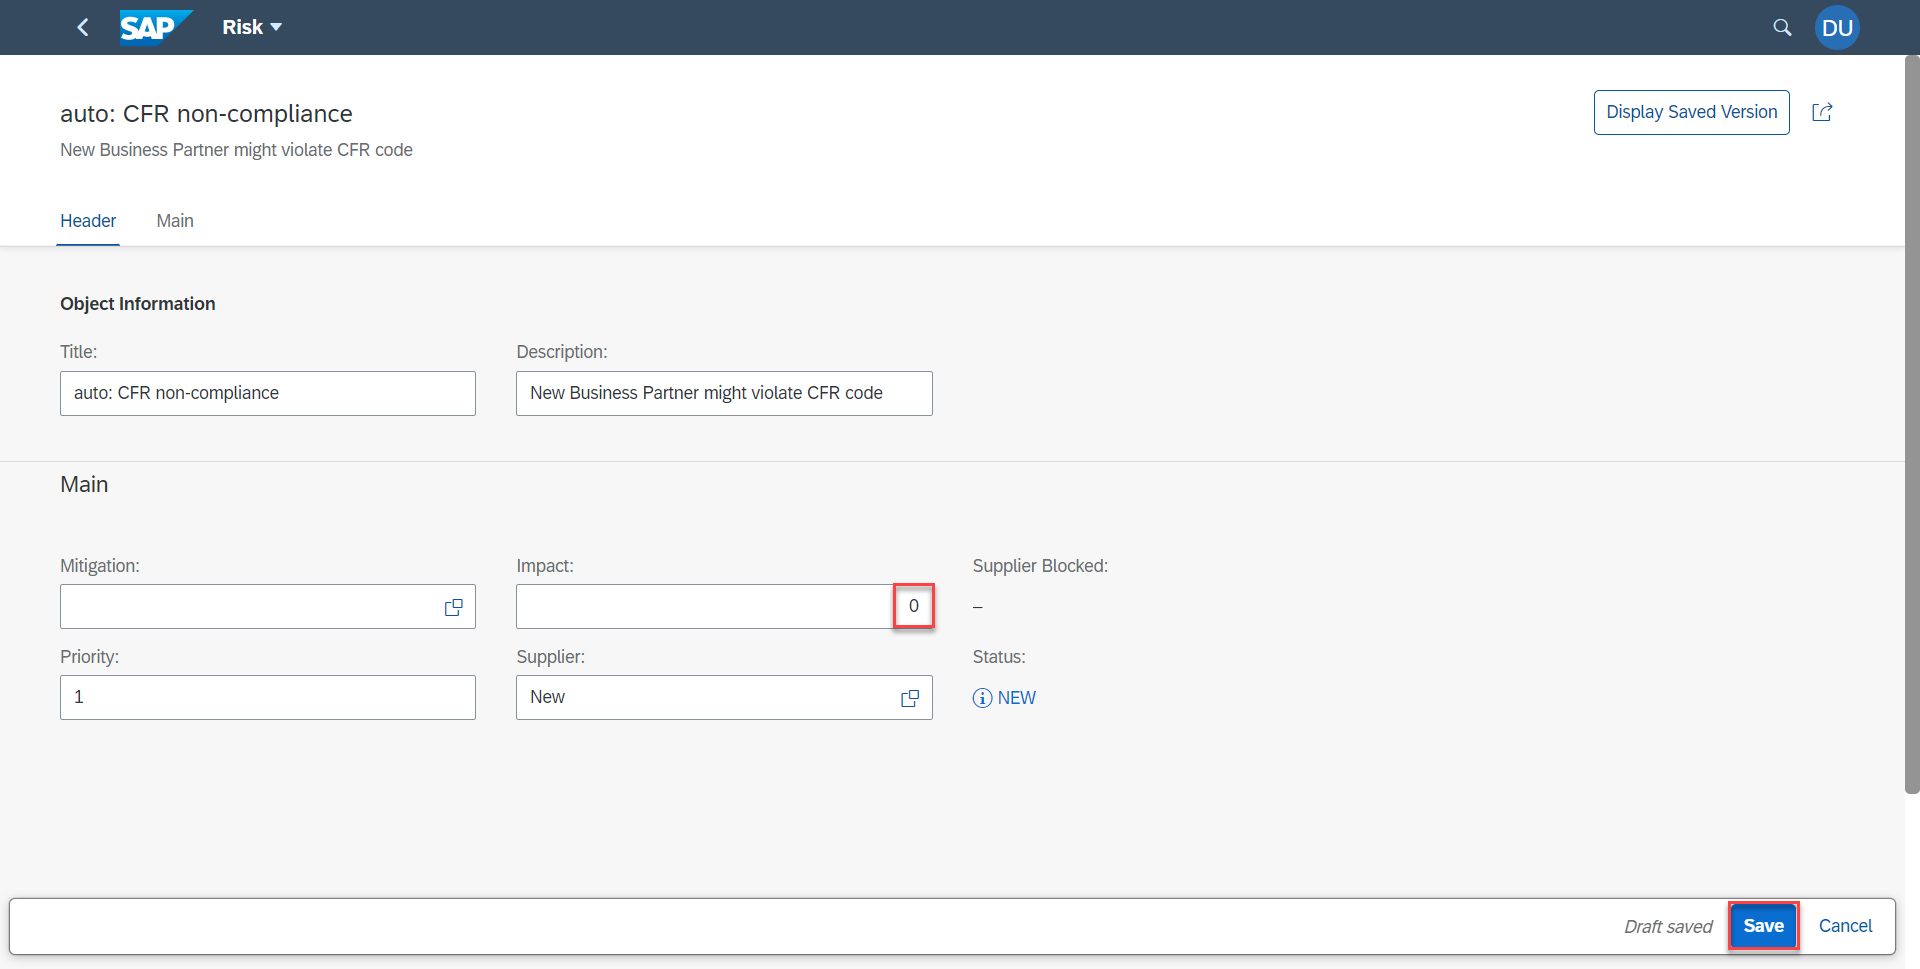 SAP Risk DU
auto: CFR non-compliance
Display Saved Version
New Business Partner might violate CFR code
Header Main
Object Information
Title: Description:
auto: CFR non-compliance New Business Partner might violate CFR code
Main
Mitigation: Impact: Supplier Blocked:
0 –
Priority: Supplier: Status:
1 New NEW
Draft saved Save Cancel